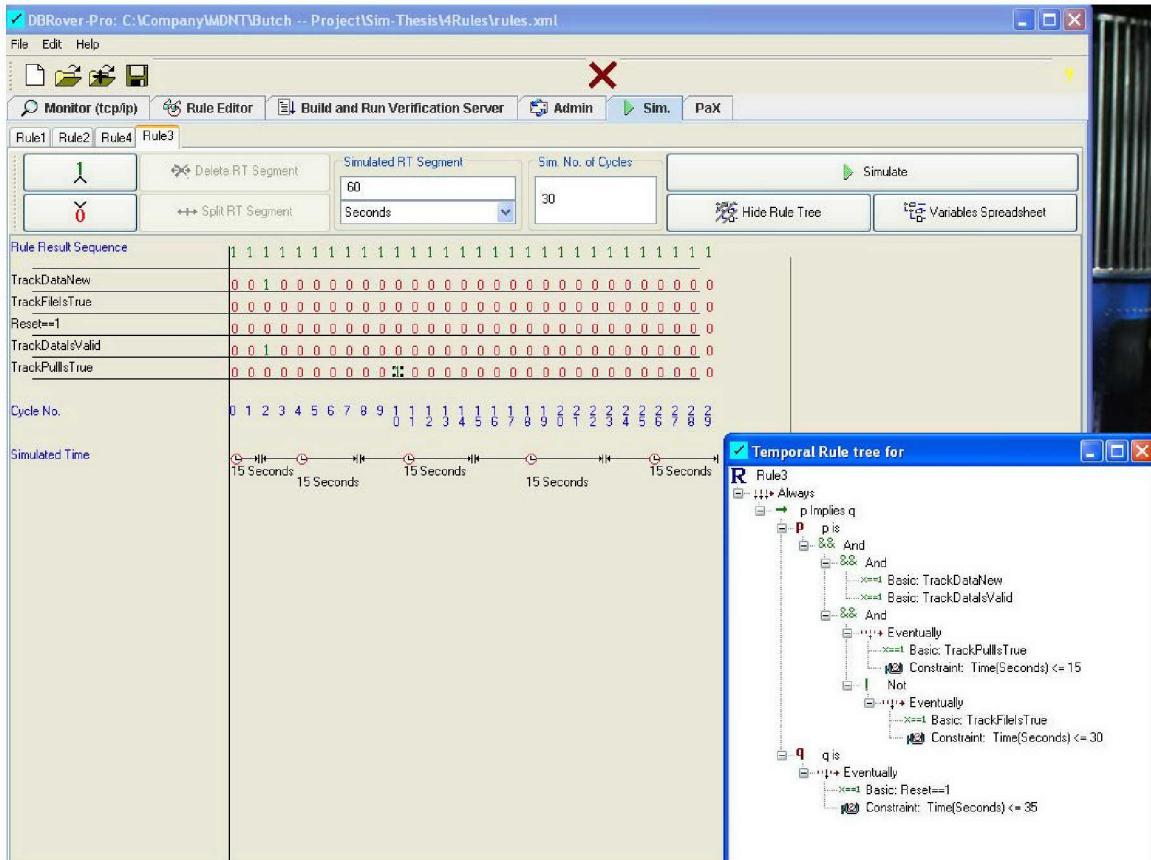 DBRover-Pro: C:\Company\MDNT\Butch -- Project\Sim-Thesis\4Rules\rules.xml
File Edit Help
Monitor (tcp/ip) Rule Editor Build and Run Verification Server Admin Sim. PaX
Rule1 Rule2 Rule4 Rule3
1 Delete RT Segment Simulated RT Segment Sim. No. of Cycles Simulate
60 30
0 Split RT Segment Seconds Hide Rule Tree Variables Spreadsheet
Rule Result Sequence 1 1 1 1 1 1 1 1 1 1 1 1 1 1 1 1 1 1 1 1 1 1 1 1 1 1 1 1 1 1
TrackDataNew 0 0 1 0 0 0 0 0 0 0 0 0 0 0 0 0 0 0 0 0 0 0 0 0 0 0 0 0 0 0
TrackFileIsTrue 0 0 0 0 0 0 0 0 0 0 0 0 0 0 0 0 0 0 0 0 0 0 0 0 0 0 0 0 0 0
Reset==1 0 0 0 0 0 0 0 0 0 0 0 0 0 0 0 0 0 0 0 0 0 0 0 0 0 0 0 0 0 0
TrackDataIsValid 0 0 1 0 0 0 0 0 0 0 0 0 0 0 0 0 0 0 0 0 0 0 0 0 0 0 0 0 0 0
TrackPullIsTrue 0 0 0 0 0 0 0 0 0 0 0 0 0 0 0 0 0 0 0 0 0 0 0 0 0 0 0 0 0
Cycle No. 0 1 2 3 4 5 6 7 8 9 10 11 12 13 14 15 16 17 18 19 20 21 22 23 24 25 26 27 28 29
Simulated Time
15 Seconds 15 Seconds 15 Seconds
15 Seconds 15 Seconds
Temporal Rule tree for
R Rule3
Always
p Implies q
p p is
&& And
&& And
x==1 Basic: TrackDataNew
x==1 Basic: TrackDataIsValid
&& And
Eventually
x==1 Basic: TrackPullIsTrue
Constraint: Time(Seconds) <= 15
! Not
Eventually
x==1 Basic: TrackFileIsTrue
Constraint: Time(Seconds) <= 30
q q is
Eventually
x==1 Basic: Reset==1
Constraint: Time(Seconds) <= 35